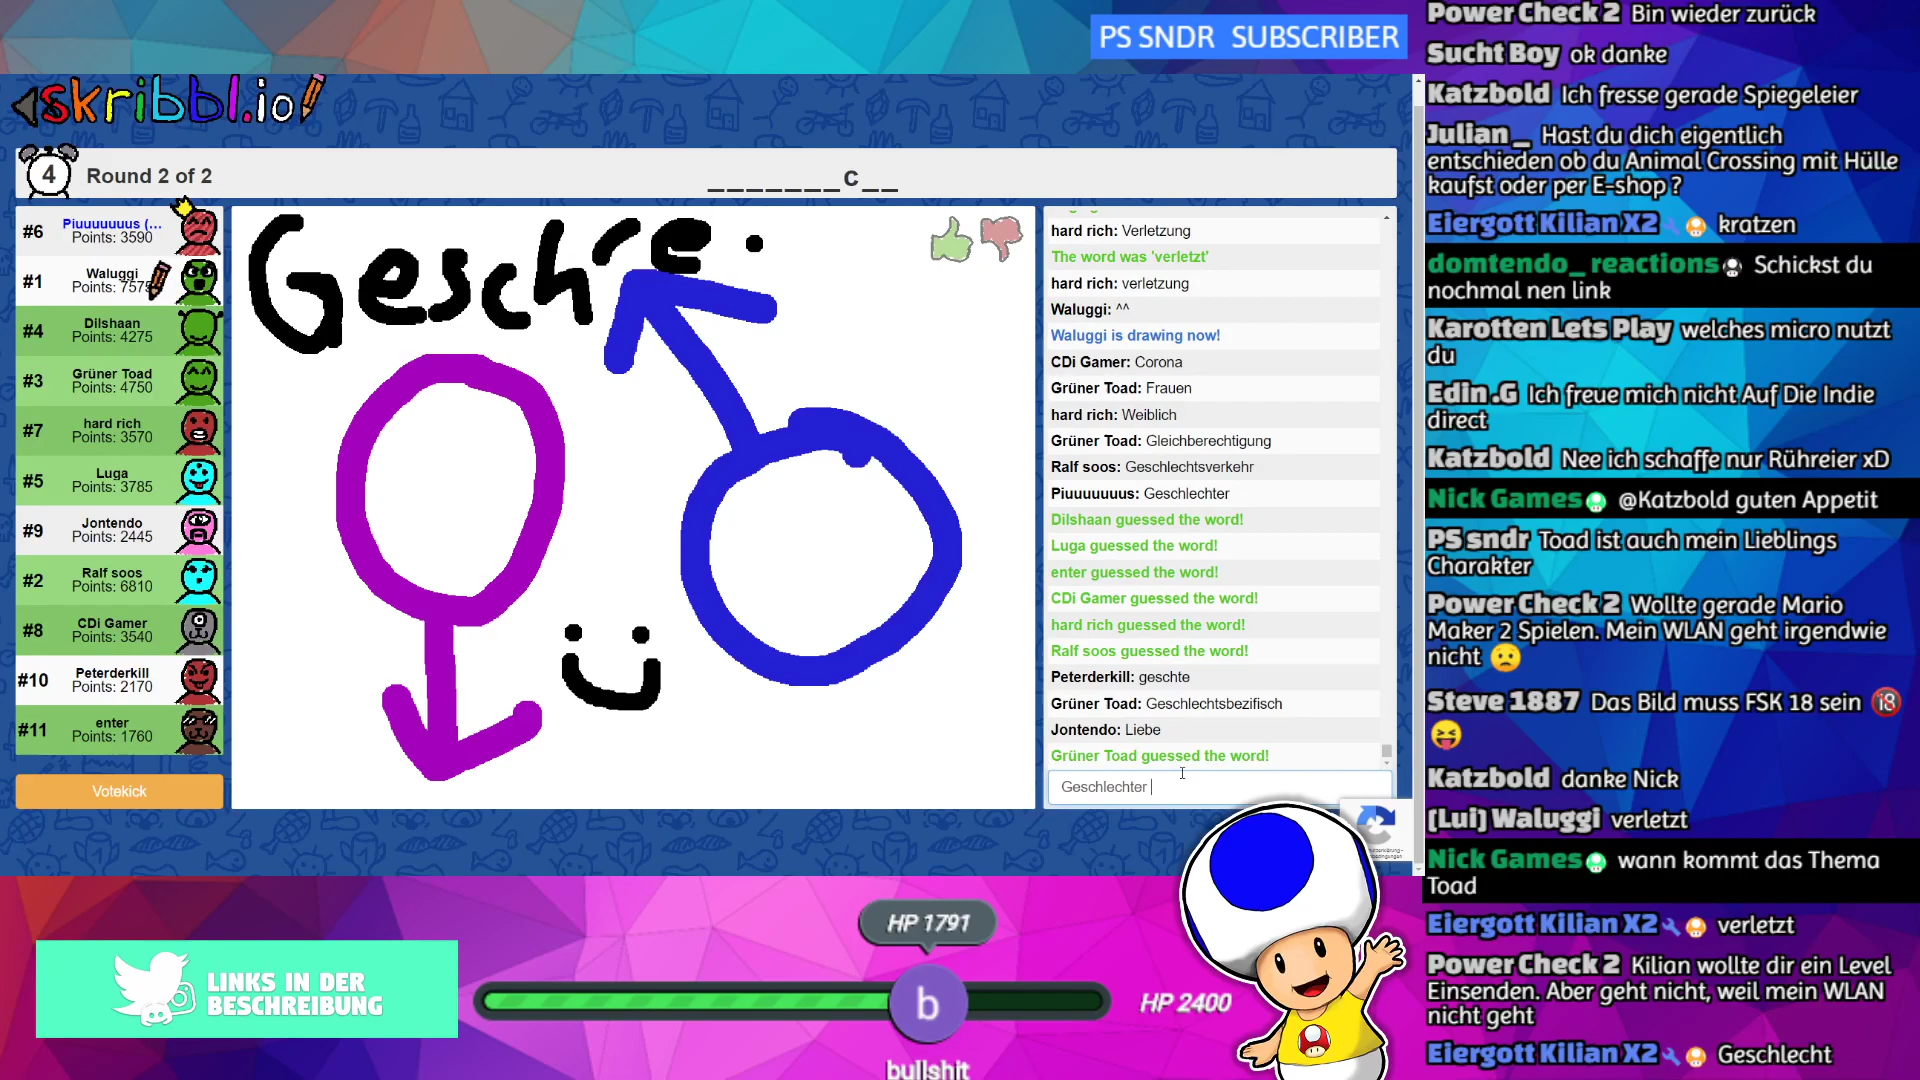 PS SNDR SUBSCRIBER
skribbl.io
4
Round 2 of 2
_______c__
#6
Piuuuuuuus (...
Points: 3590
#1
Waluggi
Points: 7575
#4
Dilshaan
Points: 4275
#3
Grüner Toad
Points: 4750
#7
hard rich
Points: 3570
#5
Luga
Points: 3785
#9
Jontendo
Points: 2445
#2
Ralf soos
Points: 6810
#8
CDi Gamer
Points: 3540
#10
Peterderkill
Points: 2170
#11
enter
Points: 1760
Votekick
Geschre.
hard rich: Verletzung
The word was 'verletzt'
hard rich: verletzung
Waluggi: ^^
Waluggi is drawing now!
CDi Gamer: Corona
Grüner Toad: Frauen
hard rich: Weiblich
Grüner Toad: Gleichberechtigung
Ralf soos: Geschlechtsverkehr
Piuuuuuuus: Geschlechter
Dilshaan guessed the word!
Luga guessed the word!
enter guessed the word!
CDi Gamer guessed the word!
hard rich guessed the word!
Ralf soos guessed the word!
Peterderkill: geschte
Grüner Toad: Geschlechtsbezifisch
Jontendo: Liebe
Grüner Toad guessed the word!
Geschlechter
Power Check 2 Bin wieder zurück
Sucht Boy ok danke
Katzbold Ich fresse gerade Spiegeleier
Julian_ Hast du dich eigentlich
entschieden ob du Animal Crossing mit Hülle
kaufst oder per E-shop ?
Eiergott Kilian X2 kratzen
domtendo_reactions Schickst du
nochmal nen link
Karotten Lets Play welches micro nutzt
du
Edin.G Ich freue mich nicht Auf Die Indie
direct
Katzbold Nee ich schaffe nur Rühreier xD
Nick Games @Katzbold guten Appetit
PS sndr Toad ist auch mein Lieblings
Charakter
Power Check 2 Wollte gerade Mario
Maker 2 Spielen. Mein WLAN geht irgendwie
nicht 😟
Steve 1887 Das Bild muss FSK 18 sein 🔞
😝
Katzbold danke Nick
[Lui] Waluggi verletzt
Nick Games wann kommt das Thema
Toad
Eiergott Kilian X2 verletzt
Power Check 2 Kilian wollte dir ein Level
Einsenden. Aber geht nicht, weil mein WLAN
nicht geht
Eiergott Kilian X2 Geschlecht
LINKS IN DER
BESCHREIBUNG
HP 1791
b
HP 2400
bullshit